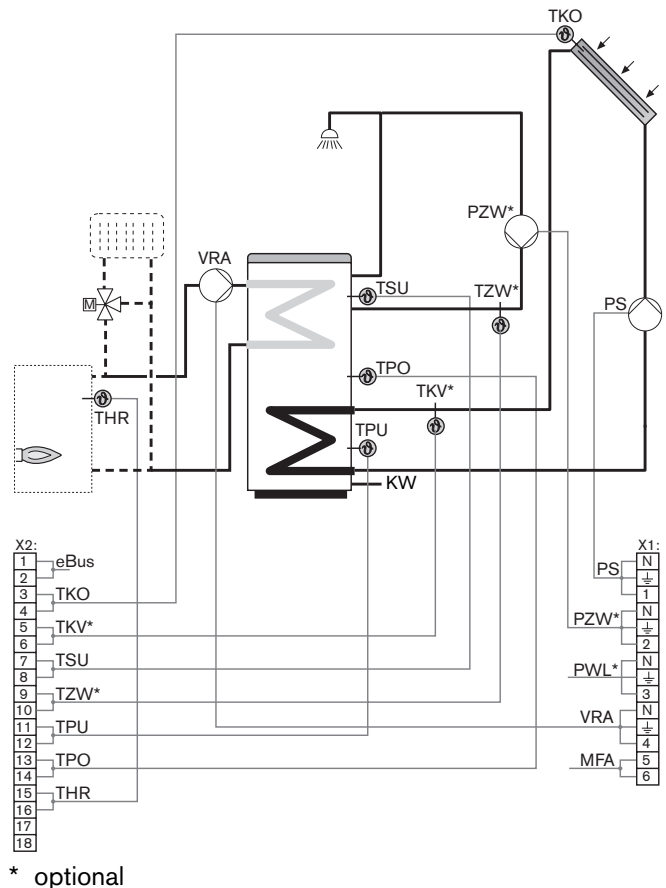 TKO
PZW*
VRA
TSU
TZW*
PS
M
TPO
TKV*
THR
TPU
KW
X2:
1
2
eBus
3
4
TKO
5
6
TKV*
7
8
TSU
9
10
TZW*
11
12
TPU
13
14
TPO
15
16
THR
17
18
X1:
PS
N
1
PZW*
N
2
PWL*
N
3
VRA
N
4
MFA
5
6
* optional